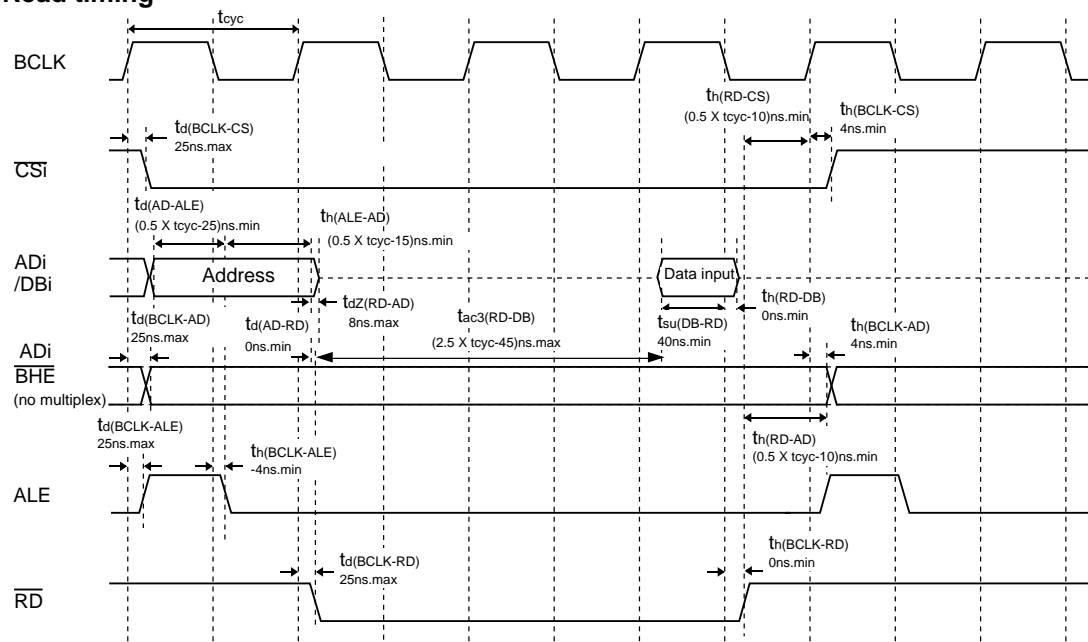 Read timing
tcyc
BCLK
th(RD-CS)
(0.5 X tcyc-10)ns.min
th(BCLK-CS)
4ns.min
td(BCLK-CS)
25ns.max
CSi
td(AD-ALE)
(0.5 X tcyc-25)ns.min
th(ALE-AD)
(0.5 X tcyc-15)ns.min
ADi
/DBi
Address
Data input
tdZ(RD-AD)
8ns.max
th(RD-DB)
0ns.min
td(BCLK-AD)
25ns.max
td(AD-RD)
0ns.min
tac3(RD-DB)
(2.5 X tcyc-45)ns.max
tsu(DB-RD)
40ns.min
th(BCLK-AD)
4ns.min
ADi
BHE
(no multiplex)
td(BCLK-ALE)
25ns.max
th(BCLK-ALE)
-4ns.min
th(RD-AD)
(0.5 X tcyc-10)ns.min
ALE
td(BCLK-RD)
25ns.max
th(BCLK-RD)
0ns.min
RD